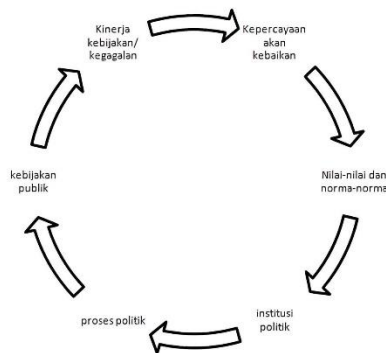 Kinerja
kebijakan/
kegagalan
Kepercayaan
akan
kebaikan
Nilai-nilai dan
norma-norma
institusi
politik
proses politik
kebijakan
publik